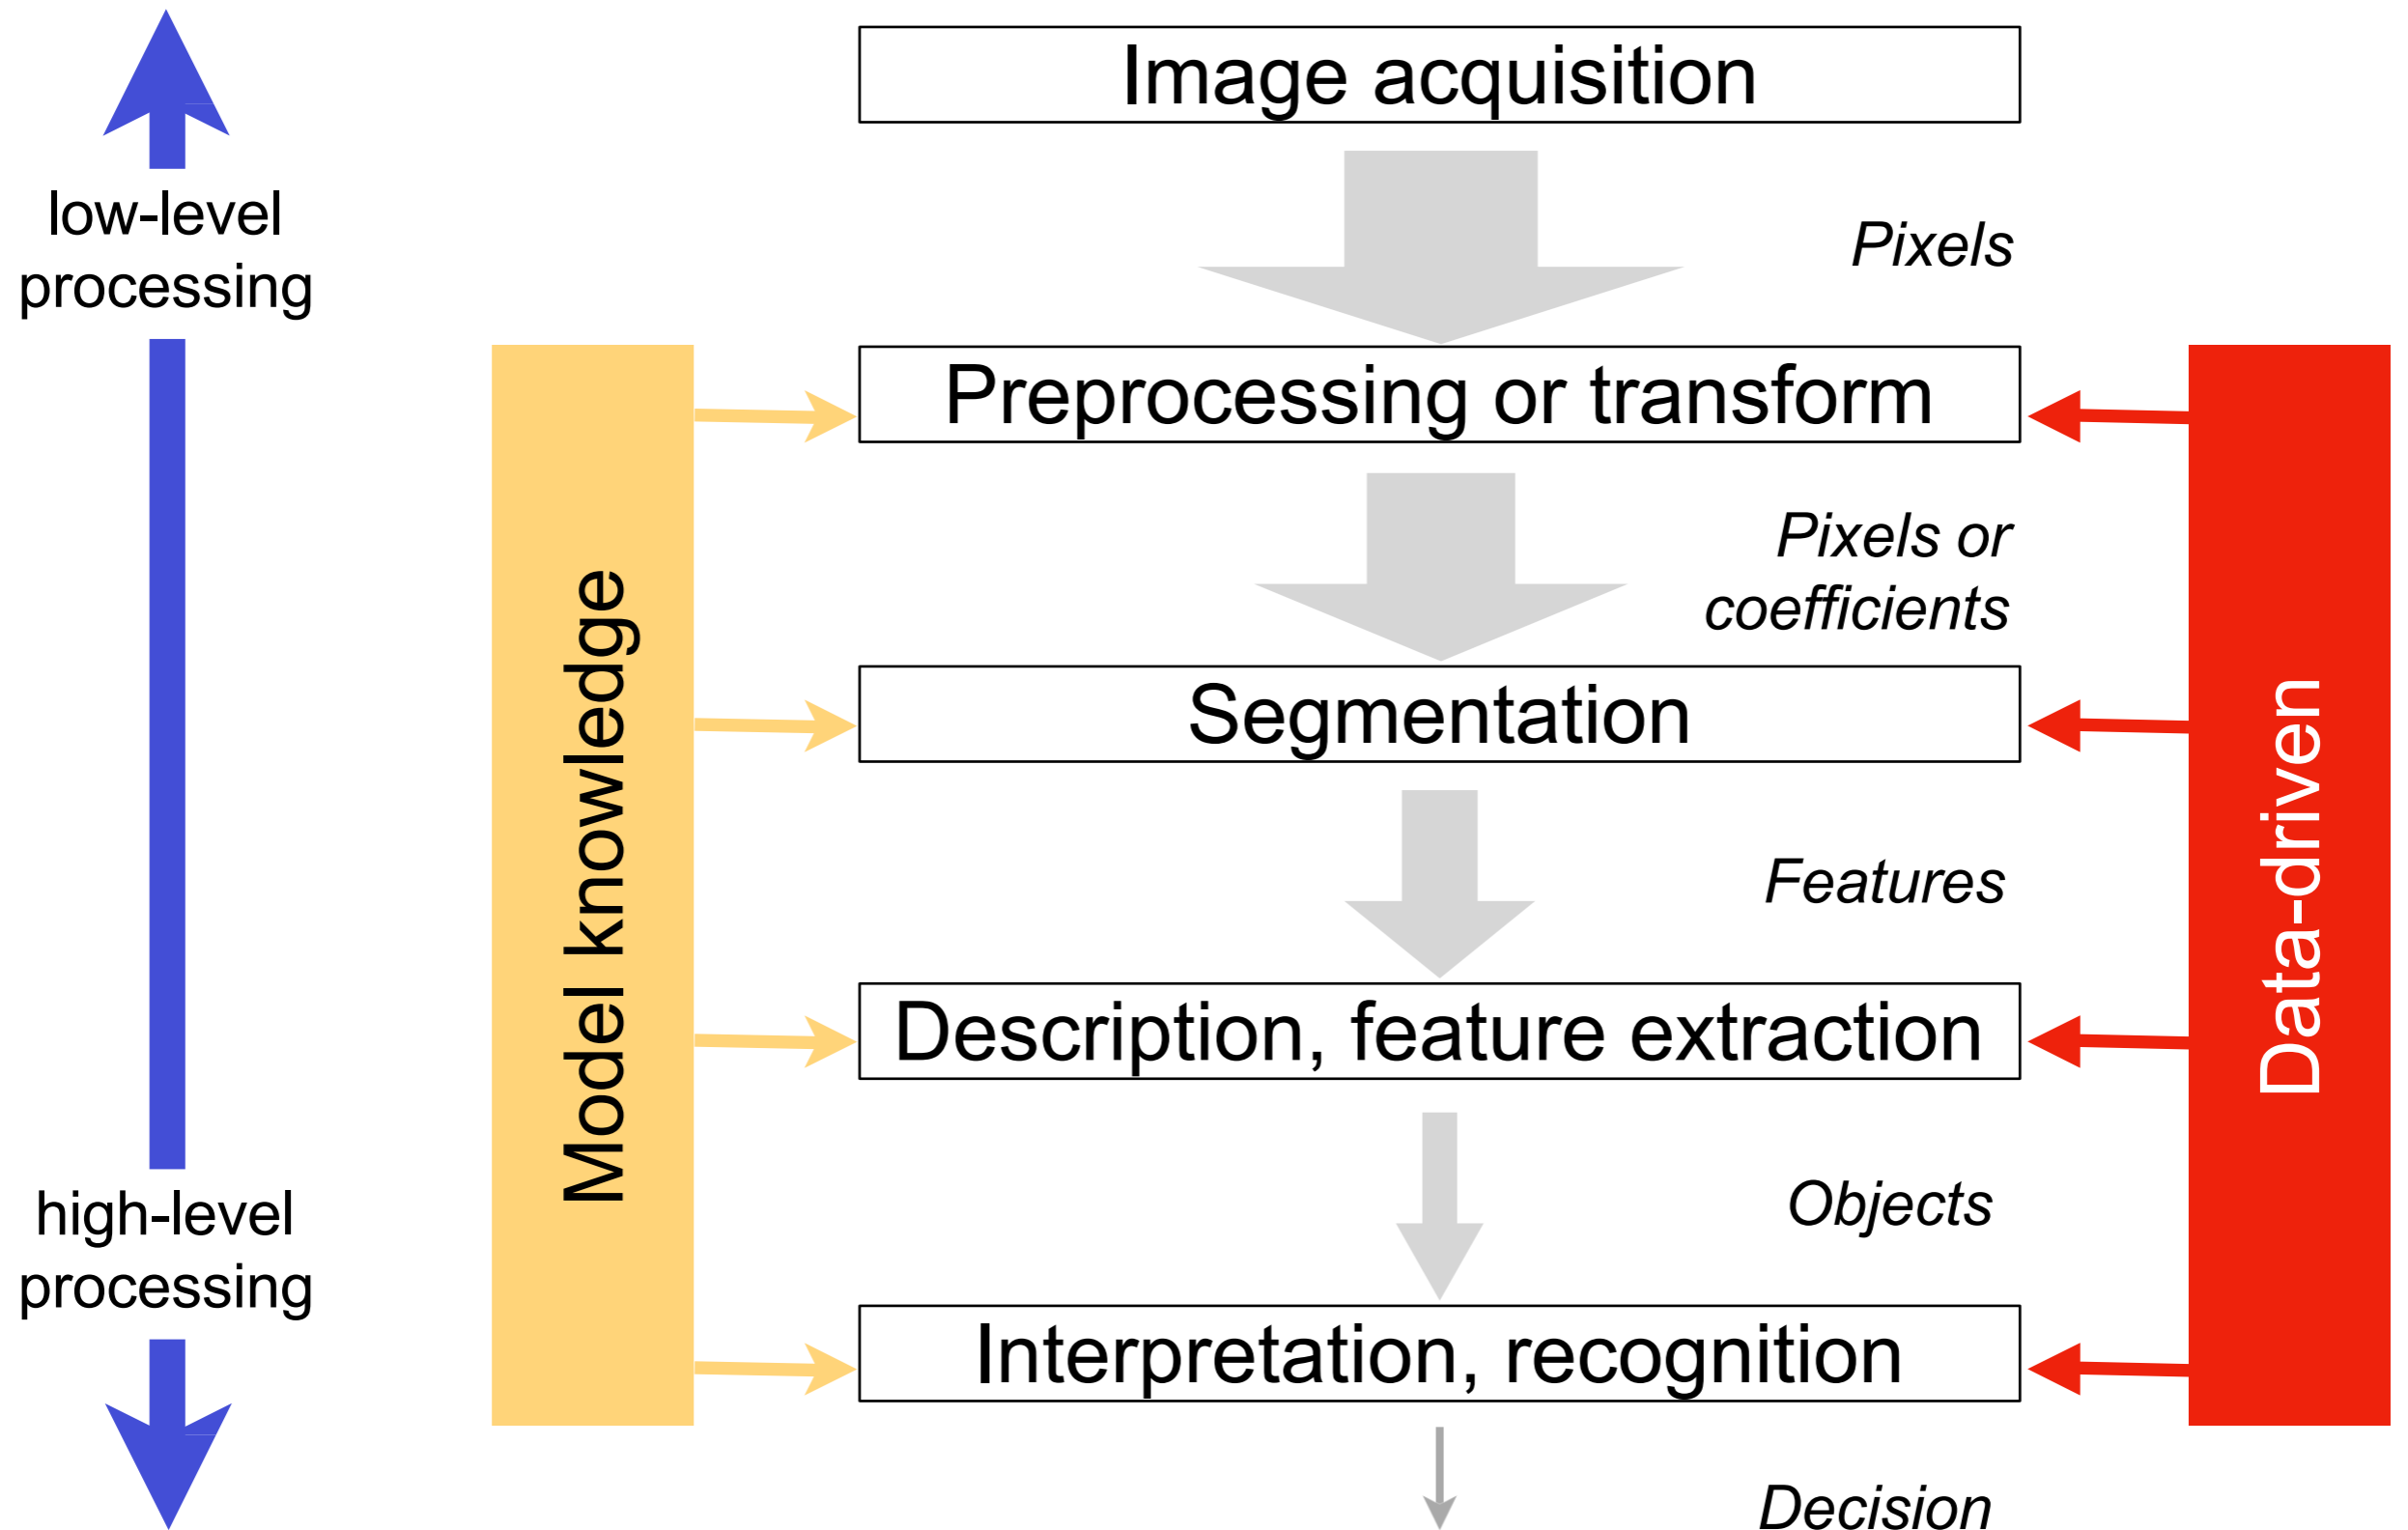 Image acquisition
low-level
processing
Pixels
Preprocessing or transform
Pixels or
coefficients
Segmentation
Model knowledge
Data-driven
Features
Description, feature extraction
high-level
processing
Objects
Interpretation, recognition
Decision